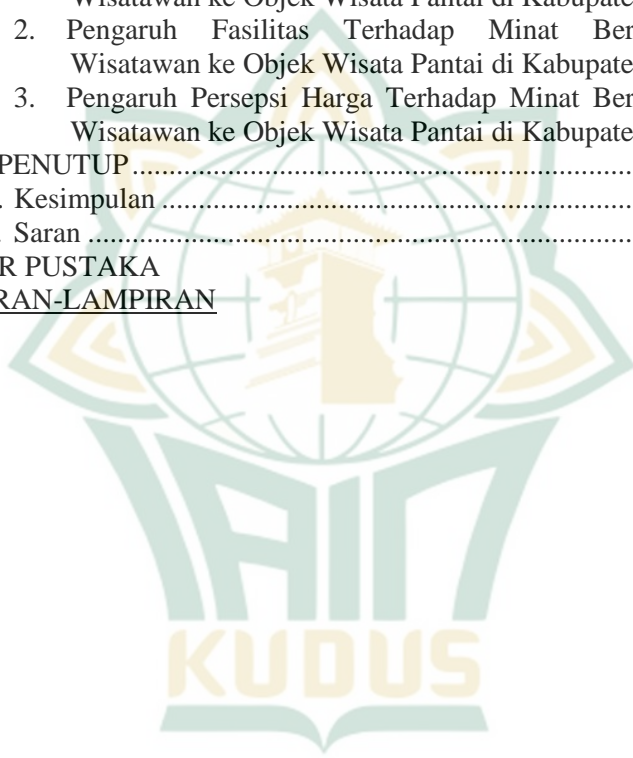 Wisatawan ke Objek Wisata Pantai di Kabupate
2. Pengaruh Fasilitas Terhadap Minat Ber
Wisatawan ke Objek Wisata Pantai di Kabupate
3. Pengaruh Persepsi Harga Terhadap Minat Ber
Wisatawan ke Objek Wisata Pantai di Kabupate
PENUTUP...........................................................................
. Kesimpulan ......................................................................
. Saran .................................................................................
R PUSTAKA
RAN-LAMPIRAN
IAIN
KUDUS